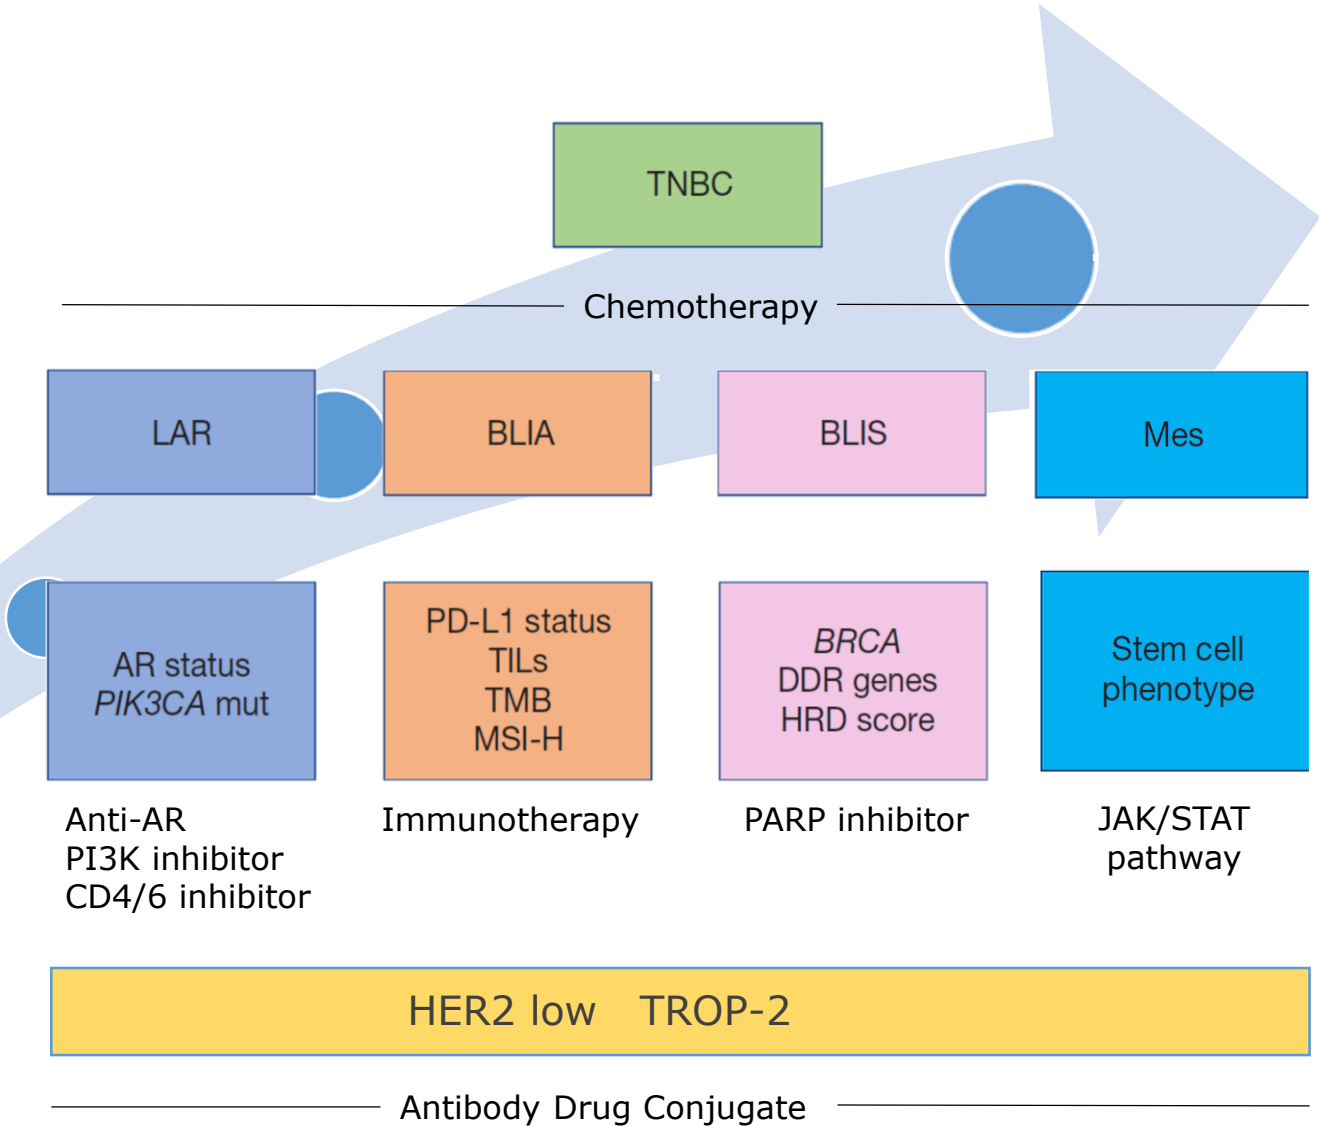 TNBC
Chemotherapy
LAR
BLIA
BLIS
Mes
AR status
PIK3CA mut
PD-L1 status
TILs
TMB
MSI-H
BRCA
DDR genes
HRD score
Stem cell
phenotype
Anti-AR
PI3K inhibitor
CD4/6 inhibitor
Immunotherapy
PARP inhibitor
JAK/STAT
pathway
HER2 low TROP-2
Antibody Drug Conjugate